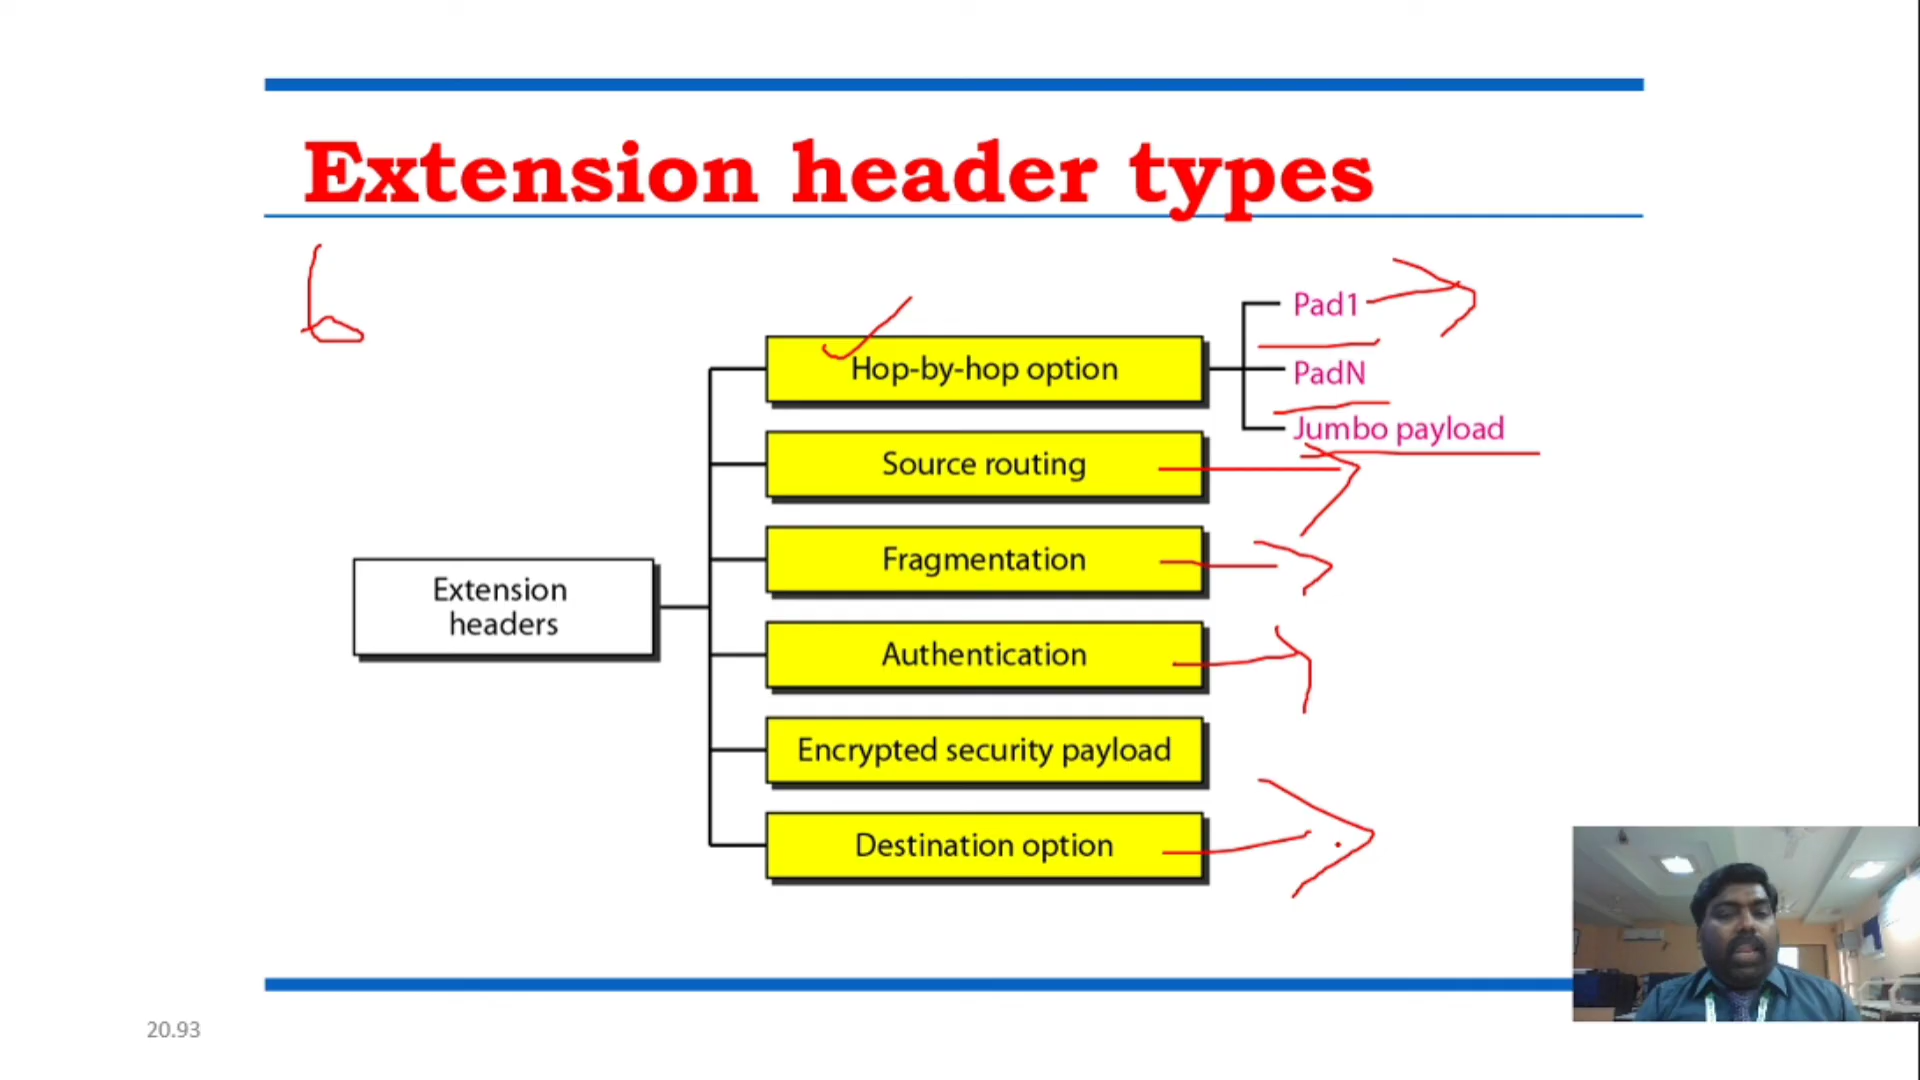 Extension header types
6
Pad1
Hop-by-hop option
PadN
Jumbo payload
Source routing
Fragmentation
Extension
headers
Authentication
Encrypted security payload
Destination option
20.93